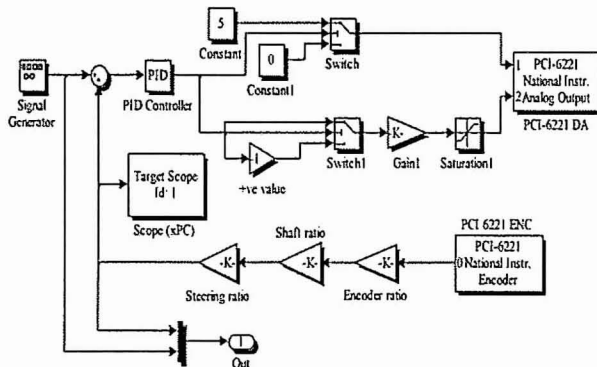 5
Constant
0
Constant1
Switch
PID
PID Controller
Signal
Generator
1
PCI-6221
National Instr.
2 Analog Output
PCI-6221 DA
K-
Switch1
Gain1
Saturation1
+ve value
Target Scope
Scope (xPC)
Shaft ratio
-K-
-K-
-K-
Steering ratio
Encoder ratio
PCI 6221 ENC
PCI-6221
0 National Instr.
Encoder
1
Out